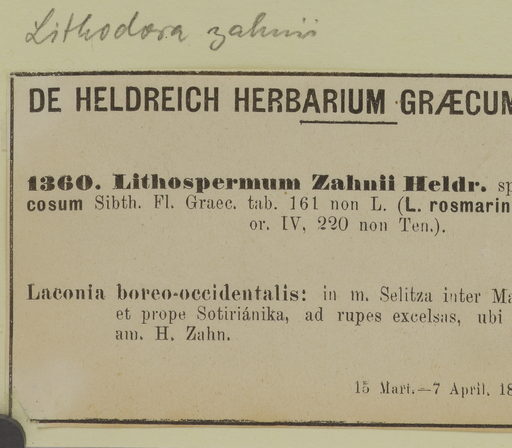 Lithodora zahnii
DE HELDREICH HERBARIUM GRÆCUM
1360. Lithospermum Zahnii Heldr. sp
cosum Sibth. Fl. Graec. tab. 161 non L. (L. rosmarin
or. IV, 220 non Ten.).
Laconia boreo-occidentalis: in m. Selitza inter Ma
et prope Sotiriánika, ad rupes excelsas, ubi
am. H. Zahn.
15 Mart.—7 April. 18